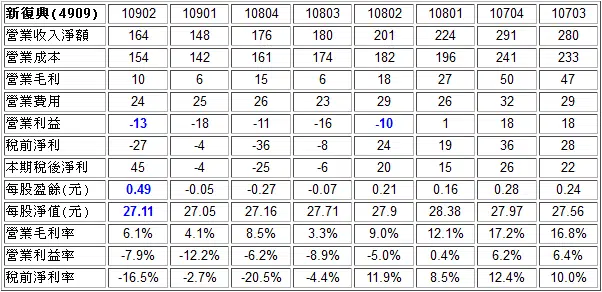 新復興(4909) 10902 10901 10804 10803 10802 10801 10704 10703
營業收入淨額 164 148 176 180 201 224 291 280
營業成本 154 142 161 174 182 196 241 233
營業毛利 10 6 15 6 18 27 50 47
營業費用 24 25 26 23 29 26 32 29
營業利益 -13 -18 -11 -16 -10 1 18 18
稅前淨利 -27 -4 -36 -8 24 19 36 28
本期稅後淨利 45 -4 -25 -6 20 15 26 22
每股盈餘(元) 0.49 -0.05 -0.27 -0.07 0.21 0.16 0.28 0.24
每股淨值(元) 27.11 27.05 27.16 27.71 27.9 28.38 27.97 27.56
營業毛利率 6.1% 4.1% 8.5% 3.3% 9.0% 12.1% 17.2% 16.8%
營業利益率 -7.9% -12.2% -6.2% -8.9% -5.0% 0.4% 6.2% 6.4%
稅前淨利率 -16.5% -2.7% -20.5% -4.4% 11.9% 8.5% 12.4% 10.0%